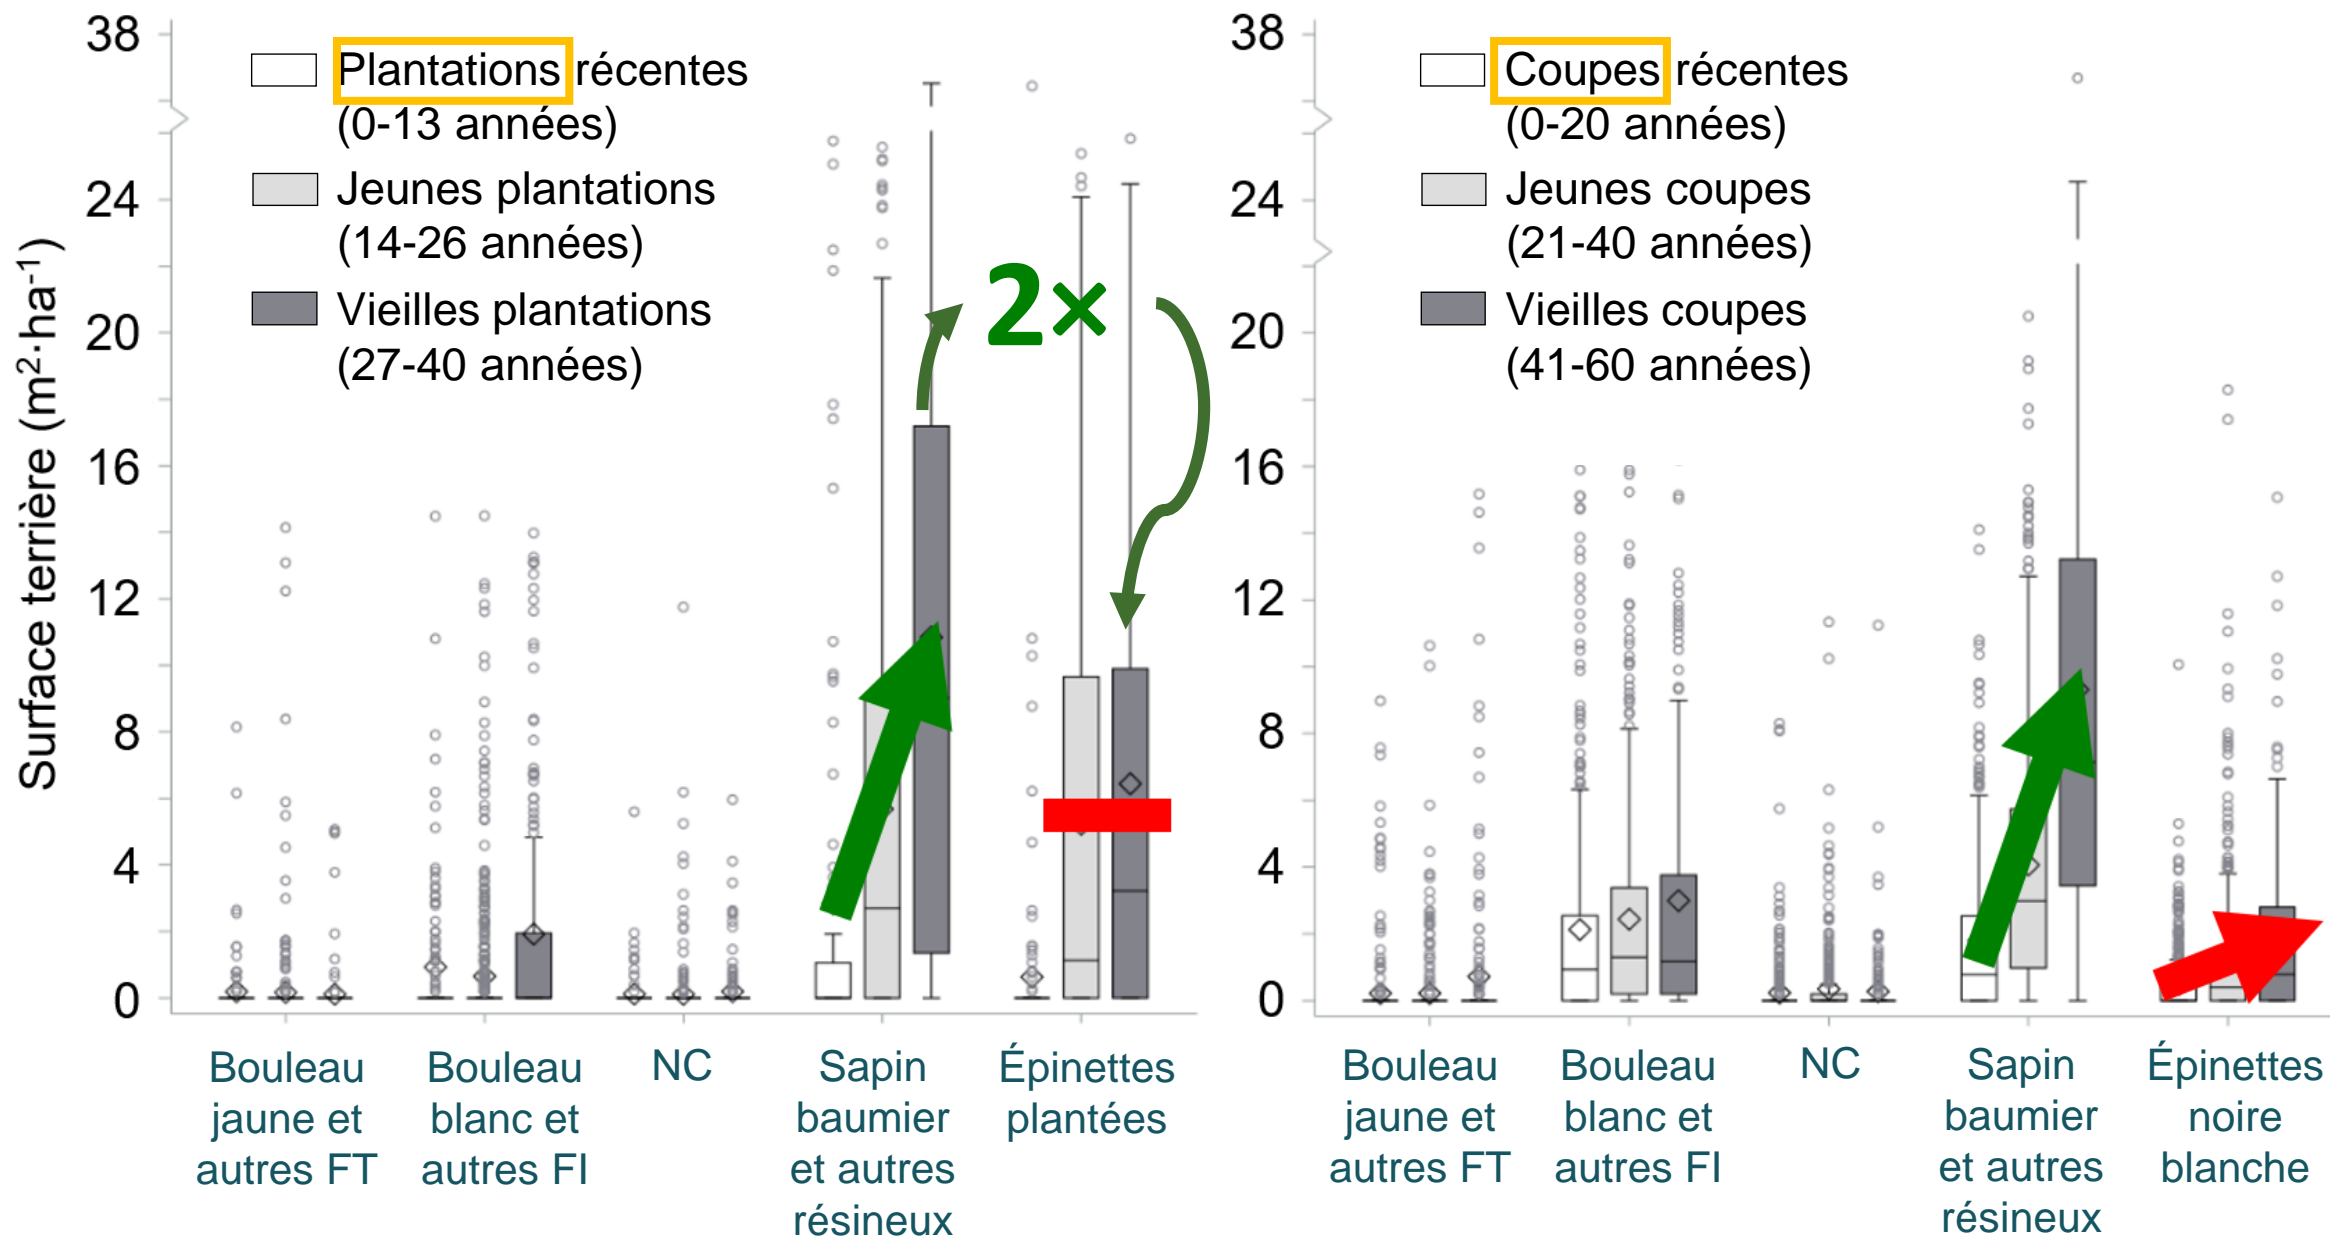 Surface terrière (m²·ha⁻¹)
38
24
20
16
12
8
4
0
Plantations récentes
(0-13 années)
Jeunes plantations
(14-26 années)
Vieilles plantations
(27-40 années)
2×
Bouleau
jaune et
autres FT
Bouleau
blanc et
autres FI
NC
Sapin
baumier
et autres
résineux
Épinettes
plantées
38
24
20
16
12
8
4
0
Coupes récentes
(0-20 années)
Jeunes coupes
(21-40 années)
Vieilles coupes
(41-60 années)
Bouleau
jaune et
autres FT
Bouleau
blanc et
autres FI
NC
Sapin
baumier
et autres
résineux
Épinettes
noire
blanche